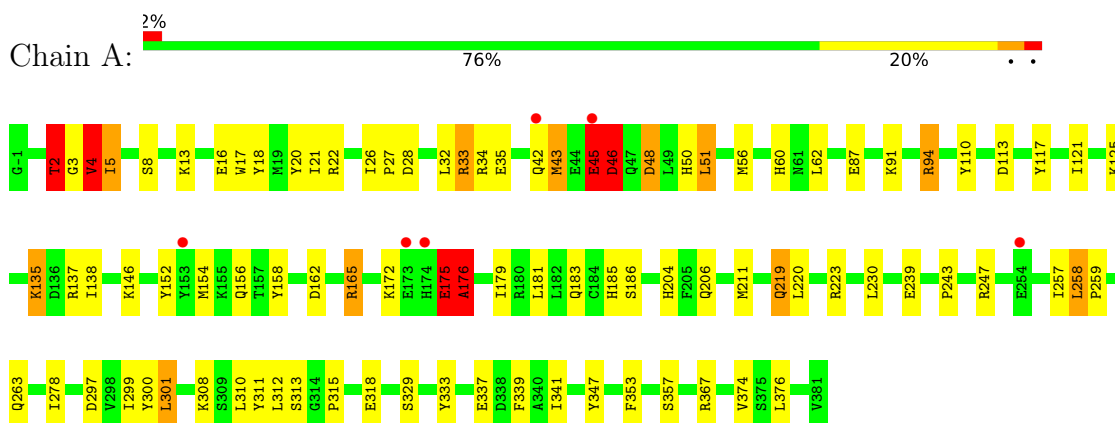 2%
Chain A:
76% 20% • •
G-1 T2 G3 V4 I5 S8 K13 E16 W17 Y18 M19 Y20 I21 R22 I26 P27 D28 L32 R33 R34 E35 Q42 M43 E44 E45 D46 Q47 D48 L49 H50 L51 M56 H60 N61 L62 E87 K91 R94 Y110 D113 Y117 I121 K125
K135 D136 R137 I138 K146 Y152 Y153 M154 K155 Q156 T157 Y158 D162 R165 K172 E173 H174 E175 A176 I179 R180 L181 L182 Q183 C184 H185 S186 H204 F205 Q206 M211 Q219 L220 R223 L230 E239 P243 R247 E254 I257 L258 P259
Q263 I278 D297 V298 I299 Y300 L301 K308 S309 L310 Y311 L312 S313 G314 P315 E318 S329 Y333 E337 D338 F339 A340 I341 Y347 F353 S357 R367 V374 S375 L376 V381